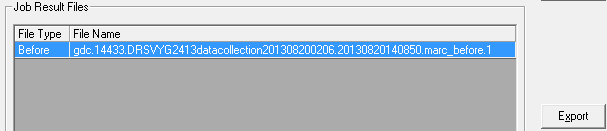 Job Result Files
File Type File Name
Before gdc.14433.DRSVYG2413datacollection201308200206.20130820140850.marc_before.1
Export